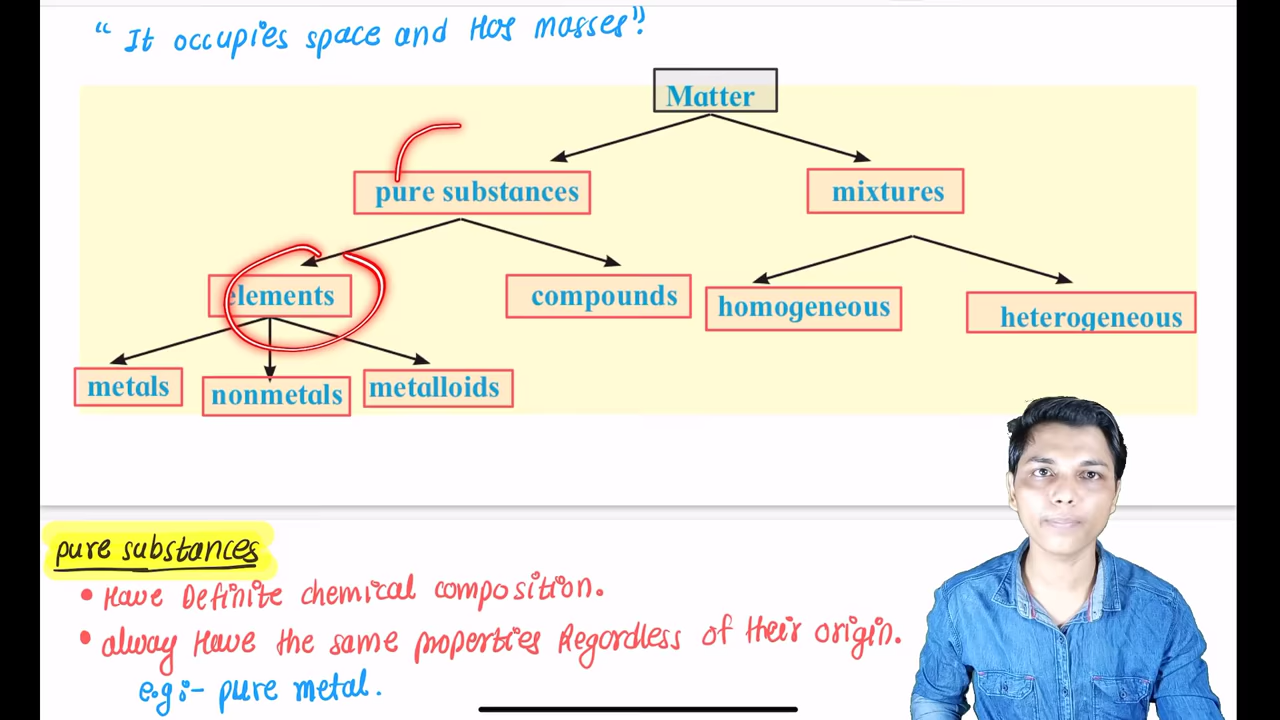 “ It occupies space and Has masses”.
Matter
pure substances
mixtures
elements
compounds
homogeneous
heterogeneous
metals
nonmetals
metalloids
pure substances
• Have Definite chemical composition.
• alway Have the same properties Regardless of their origin.
e.g:- pure metal.